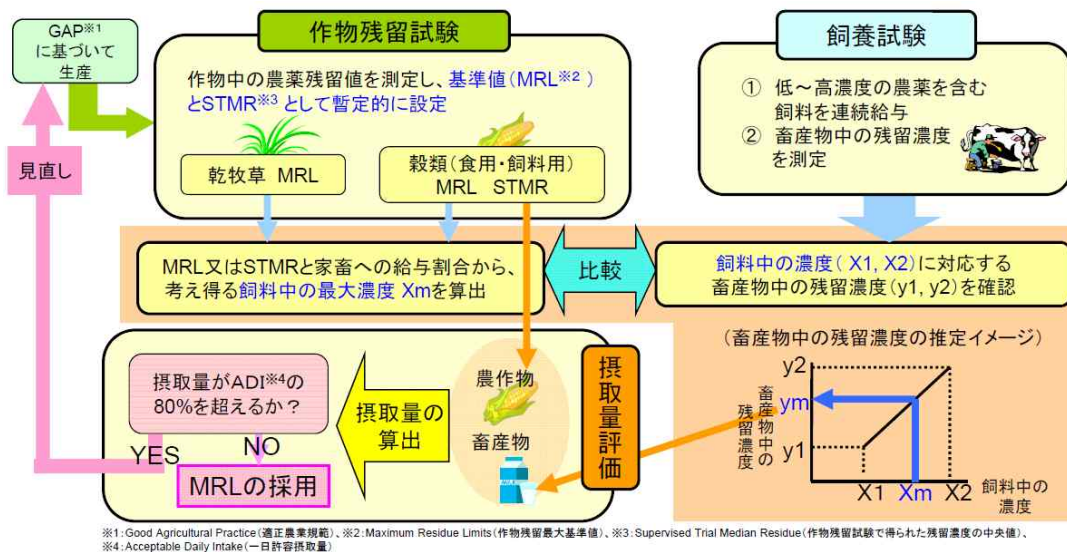 GAP※1
に基づいて
生産
見直し
作物残留試験
作物中の農薬残留値を測定し、基準値(MRL※2 )
とSTMR※3 として暫定的に設定
乾牧草 MRL
穀類(食用・飼料用)
MRL STMR
飼養試験
① 低～高濃度の農薬を含む
飼料を連続給与
② 畜産物中の残留濃度
を測定
MRL又はSTMRと家畜への給与割合から、
考え得る飼料中の最大濃度 Xmを算出
比較
飼料中の濃度( X1, X2)に対応する
畜産物中の残留濃度(y1, y2)を確認
摂取量がADI※4の
80%を超えるか？
YES
NO
MRLの採用
摂取量の
算出
農作物
畜産物
摂取量評価
(畜産物中の残留濃度の推定イメージ)
畜産物中の
残留濃度
y2
ym
y1
X1
Xm
X2
飼料中の
濃度
※1:Good Agricultural Practice(適正農業規範)、※2:Maximum Residue Limits(作物残留最大基準値)、※3:Supervised Trial Median Residue(作物残留試験で得られた残留濃度の中央値)、
※4:Acceptable Daily Intake(一日許容摂取量)